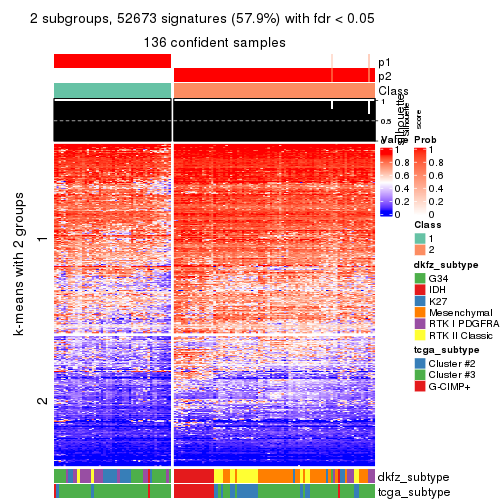 2 subgroups, 52673 signatures (57.9%) with fdr < 0.05
136 confident samples
p1
p2
Class
1
0.5
silhouette
Silhouette
score
Value Prob
1 1
0.8 0.8
0.6 0.6
0.4 0.4
0.2 0.2
0 0
k-means with 2 groups
1
2
Class
1
2
dkfz_subtype
G34
IDH
K27
Mesenchymal
RTK I PDGFRA
RTK II Classic
tcga_subtype
Cluster #2
Cluster #3
G-CIMP+
dkfz_subtype
tcga_subtype